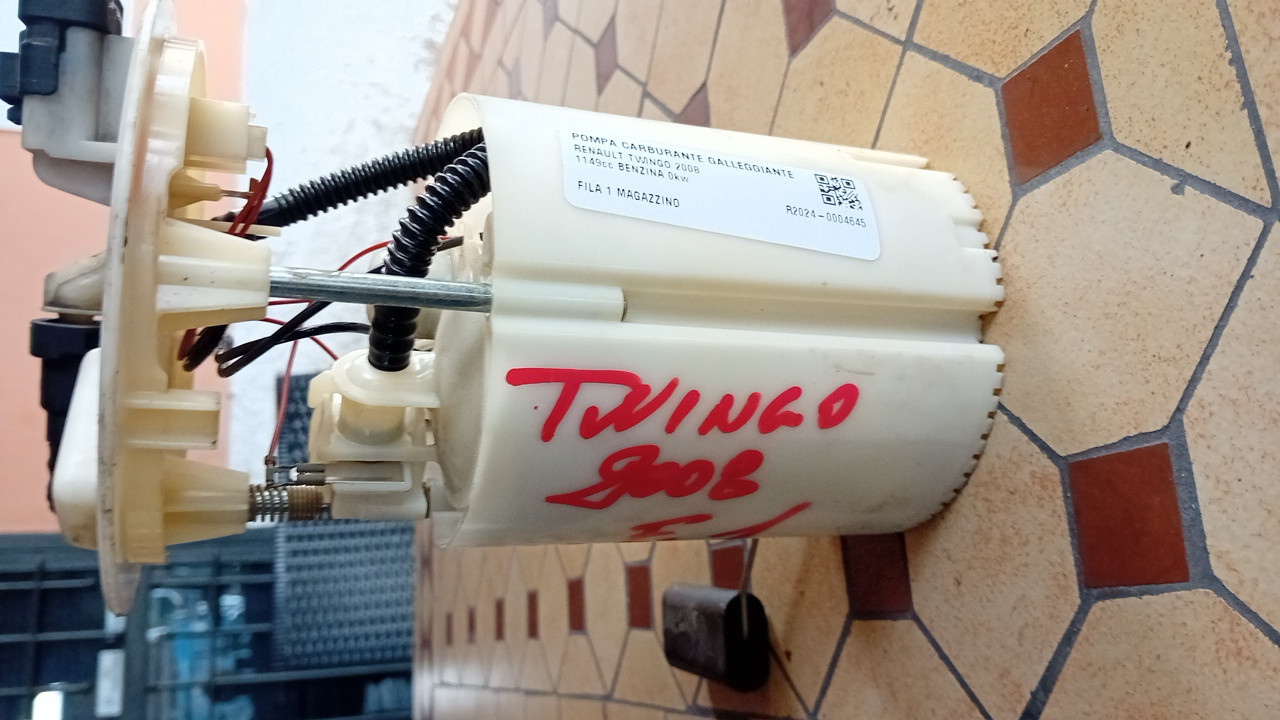 POMPA CARBURANTE GALLEGGIANTE
RENAULT TWINGO 2008
1149cc BENZINA 0kw
FILA 1 MAGAZZINO
R2024-0004645
TWINGO
2008